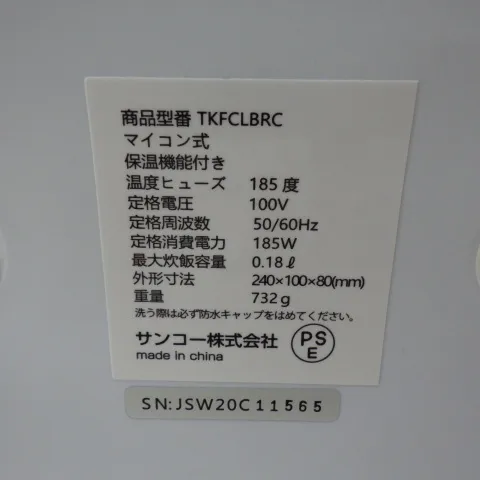 商品型番 TKFCLBRC
マイコン式
保温機能付き
温度ヒューズ 185 度
定格電圧 100V
定格周波数 50/60Hz
定格消費電力 185W
最大炊飯容量 0.18ℓ
外形寸法 240×100×80(mm)
重量 732g
洗う際は必ず防水キャップをはめてください。
サンコー株式会社 PSE
made in china
SN:JSW20C11565